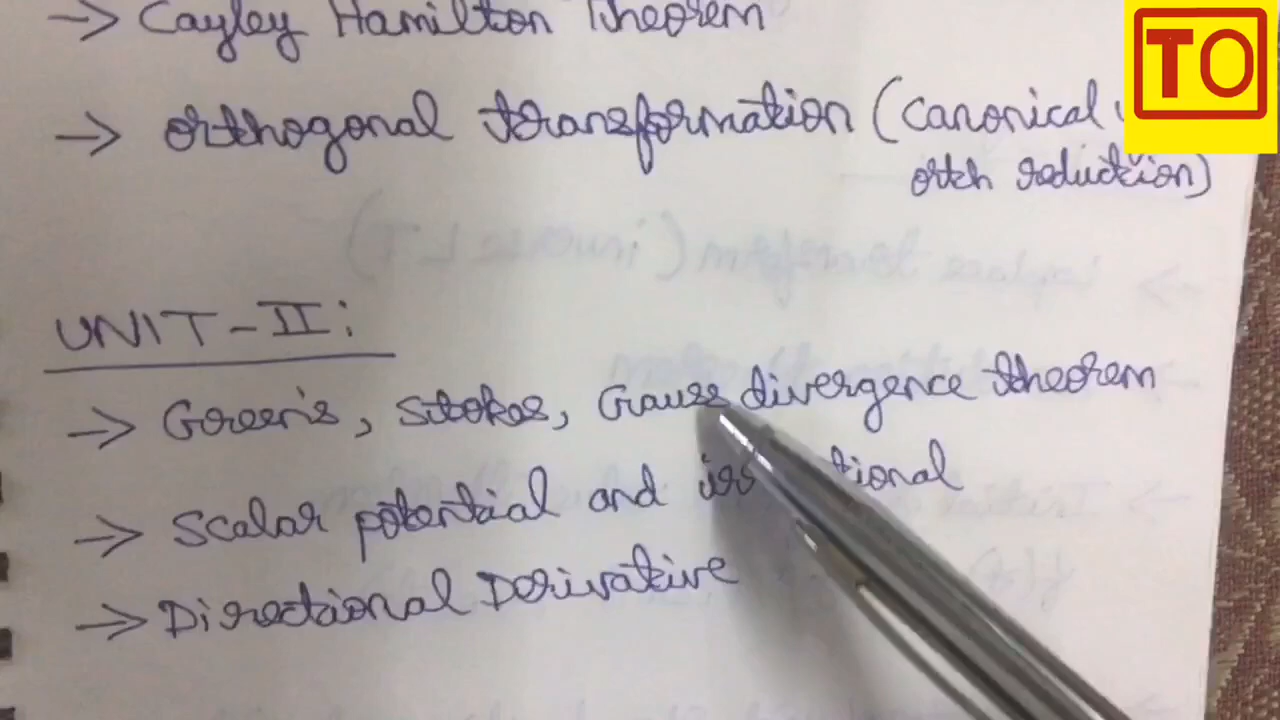 -> Cayley Hamilton Theorem
TO
-> orthogonal transformation (Canonical
orth reduction)
UNIT-II:
-> Green's, Stokes, Gauss divergence theorem
-> Scalar potential and
-> Directional Derivative